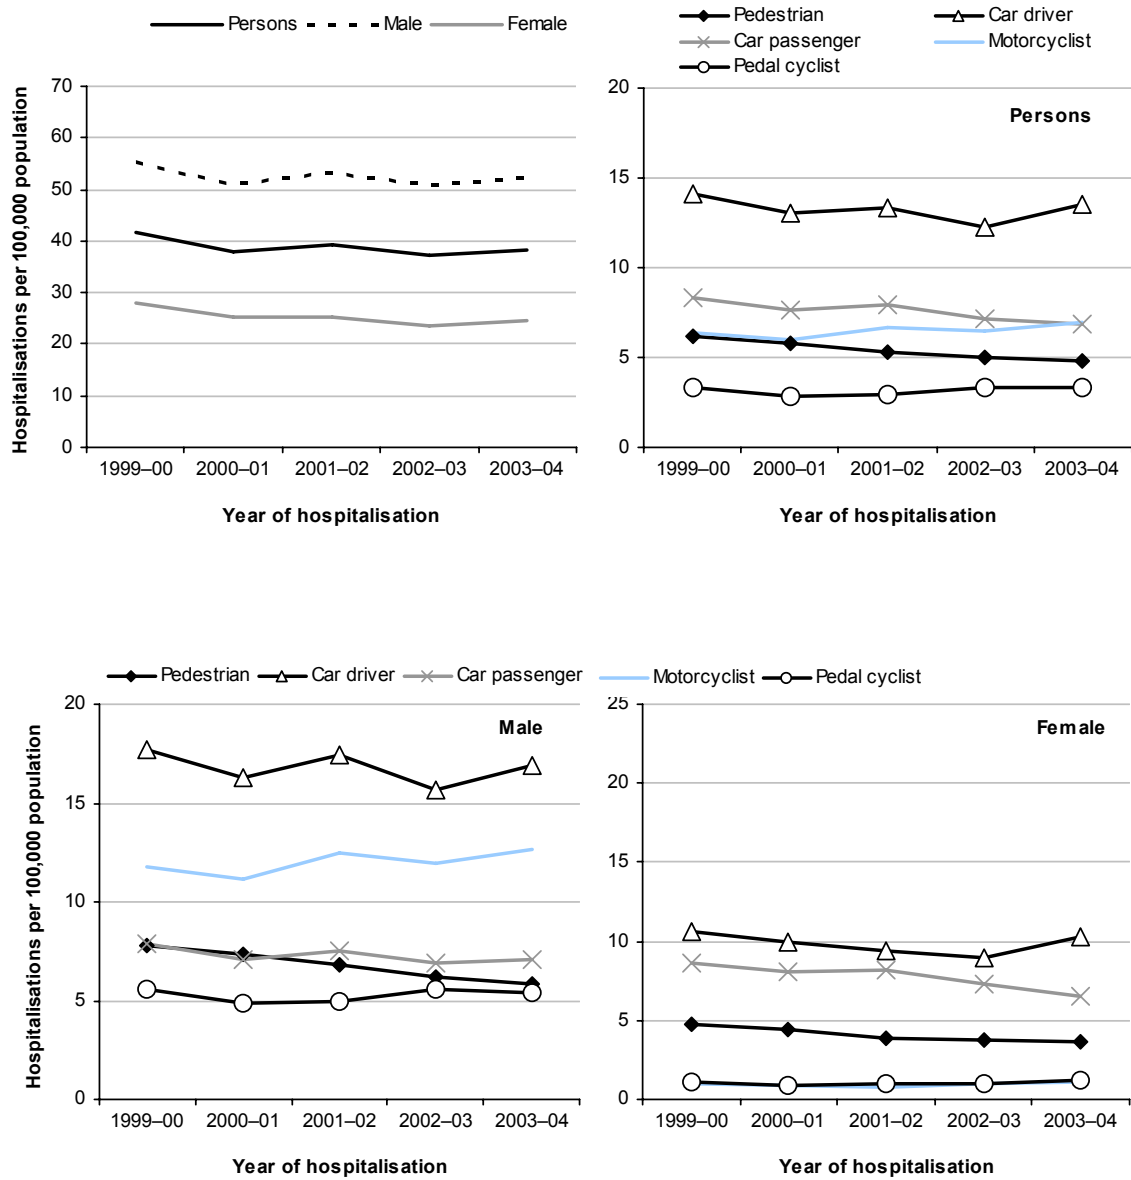 Persons Male Female
Hospitalisations per 100,000 population
70
60
50
40
30
20
10
0
1999–00 2000–01 2001–02 2002–03 2003–04
Year of hospitalisation
Pedestrian Car driver
Car passenger Motorcyclist
Pedal cyclist
Persons
20
15
10
5
0
1999–00 2000–01 2001–02 2002–03 2003–04
Year of hospitalisation
Pedestrian Car driver Car passenger Motorcyclist Pedal cyclist
Male
Hospitalisations per 100,000 population
20
15
10
5
0
1999–00 2000–01 2001–02 2002–03 2003–04
Year of hospitalisation
Female
25
20
15
10
5
0
1999–00 2000–01 2001–02 2002–03 2003–04
Year of hospitalisation